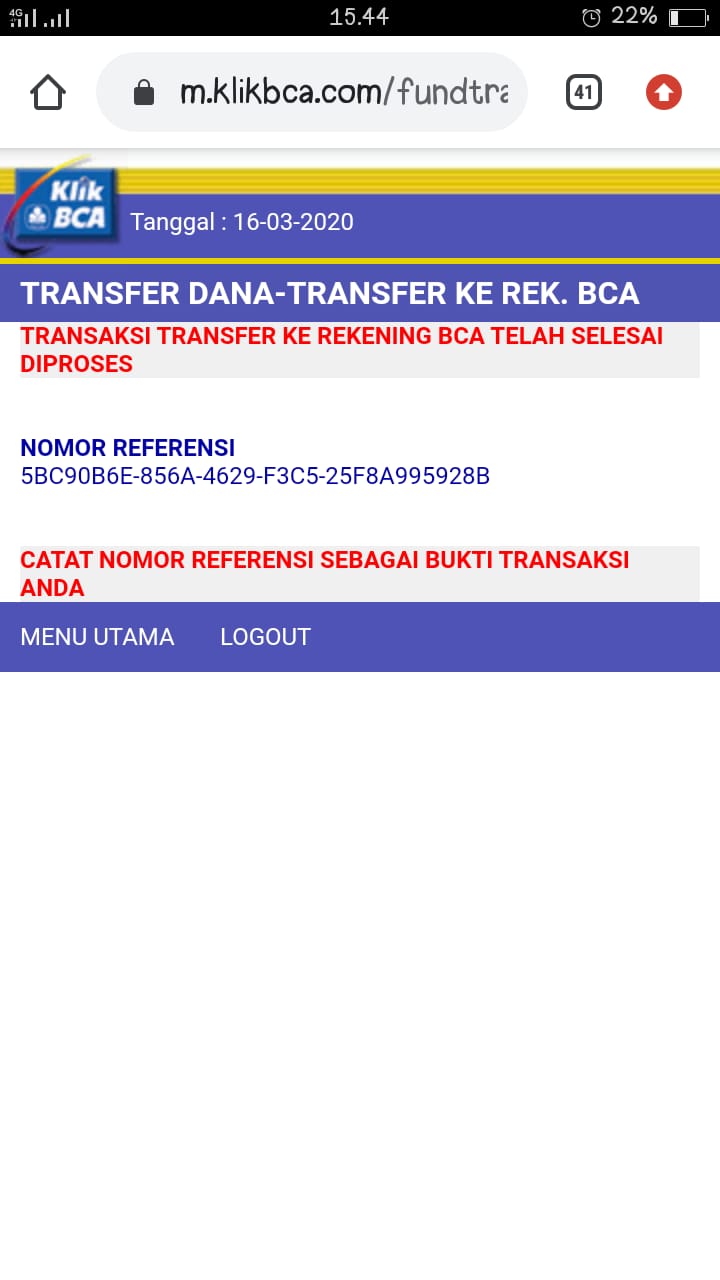 4G 15.44 22%
m.klikbca.com/fundtra 41
Klik
BCA
Tanggal : 16-03-2020
TRANSFER DANA-TRANSFER KE REK. BCA
TRANSAKSI TRANSFER KE REKENING BCA TELAH SELESAI
DIPROSES
NOMOR REFERENSI
5BC90B6E-856A-4629-F3C5-25F8A995928B
CATAT NOMOR REFERENSI SEBAGAI BUKTI TRANSAKSI
ANDA
MENU UTAMA LOGOUT